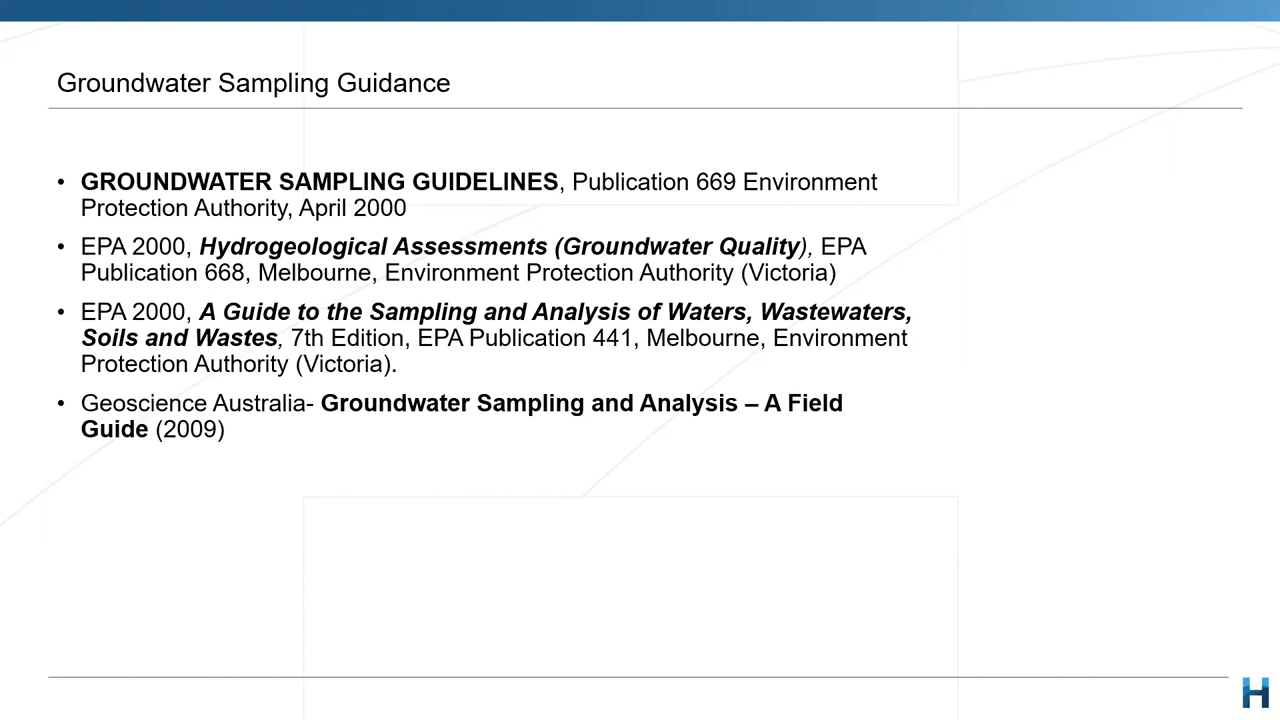 Groundwater Sampling Guidance
• GROUNDWATER SAMPLING GUIDELINES, Publication 669 Environment
Protection Authority, April 2000
• EPA 2000, Hydrogeological Assessments (Groundwater Quality), EPA
Publication 668, Melbourne, Environment Protection Authority (Victoria)
• EPA 2000, A Guide to the Sampling and Analysis of Waters, Wastewaters,
Soils and Wastes, 7th Edition, EPA Publication 441, Melbourne, Environment
Protection Authority (Victoria).
• Geoscience Australia- Groundwater Sampling and Analysis – A Field
Guide (2009)
H